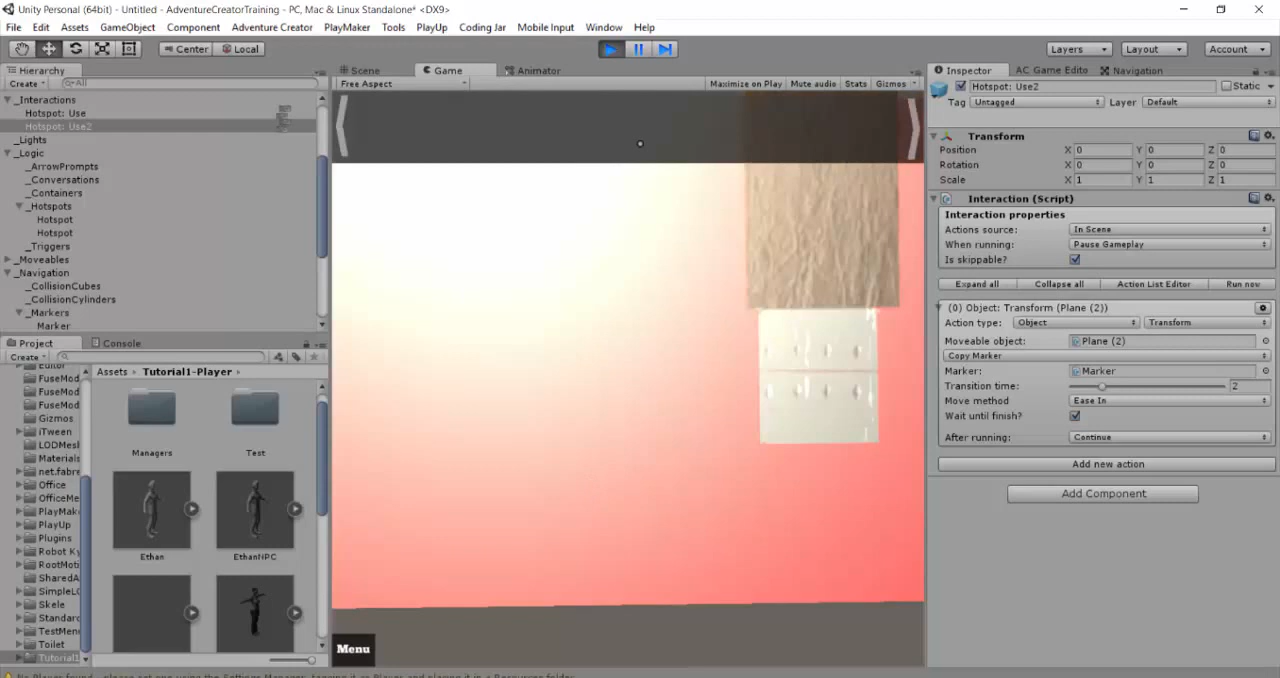 Unity Personal (64bit) - Untitled - AdventureCreatorTraining - PC, Mac & Linux Standalone* <DX9>
File Edit Assets GameObject Component Adventure Creator PlayMaker Tools PlayUp Coding Jar Mobile Input Window Help
Center Local Layers Layout Account
Hierarchy
Create All
_Interactions
Hotspot: Use
Hotspot: Use2
_Lights
_Logic
_ArrowPrompts
_Conversations
_Containers
_Hotspots
Hotspot
Hotspot
_Triggers
_Moveables
_Navigation
_CollisionCubes
_CollisionCylinders
_Markers
Marker
Project Console
Create
Editor
FuseMod
FuseMod
FuseMod
Gizmos
iTween
LODMesh
Materials
net.fabre
Office
OfficeMe
PlayMake
PlayUp
Plugins
Robot Ky
RootMoti
SharedA
SimpleLO
Skele
Standard
TestMen
Toilet
Tutorial1
Assets Tutorial1-Player
Managers Test
Ethan EthanNPC
Scene Game Animator
Free Aspect Maximize on Play Mute audio Stats Gizmos
Menu
Inspector AC Game Edito Navigation
Hotspot: Use2 Static
Tag Untagged Layer Default
Transform
Position X 0 Y 0 Z 0
Rotation X 0 Y 0 Z 0
Scale X 1 Y 1 Z 1
Interaction (Script)
Interaction properties
Actions source: In Scene
When running: Pause Gameplay
Is skippable?
Expand all Collapse all Action List Editor Run now
(0) Object: Transform (Plane (2))
Action type: Object Transform
Moveable object: Plane (2)
Copy Marker
Marker: Marker
Transition time: 2
Move method Ease In
Wait until finish?
After running: Continue
Add new action
Add Component